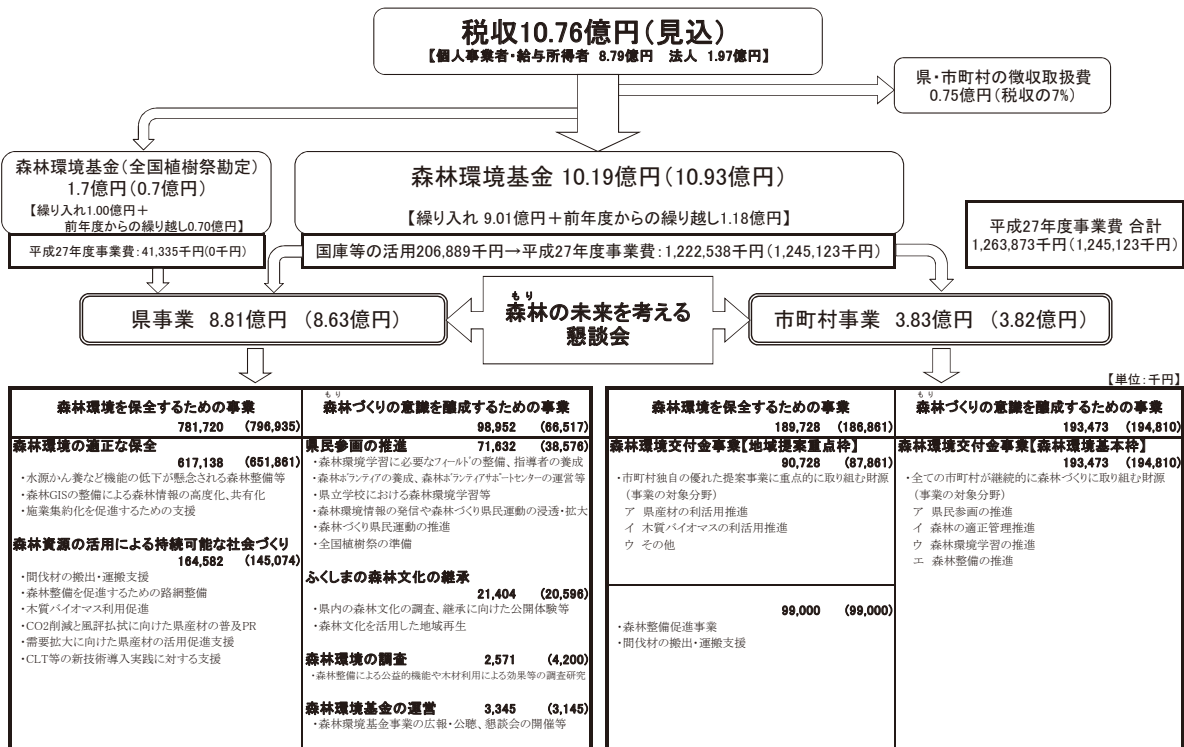 税収10.76億円(見込)
【個人事業者・給与所得者 8.79億円 法人 1.97億円】
県・市町村の徴収取扱費
0.75億円(税収の7%)
森林環境基金(全国植樹祭勘定)
1.7億円(0.7億円)
【繰り入れ1.00億円+
前年度からの繰り越し0.70億円】
平成27年度事業費:41,335千円(0千円)
森林環境基金 10.19億円(10.93億円)
【繰り入れ 9.01億円+前年度からの繰り越し1.18億円】
国庫等の活用206,889千円→平成27年度事業費:1,222,538千円(1,245,123千円)
平成27年度事業費 合計
1,263,873千円(1,245,123千円)
県事業 8.81億円 (8.63億円)
もり
森林の未来を考える
懇談会
市町村事業 3.83億円 (3.82億円)
【単位:千円】
森林環境を保全するための事業
781,720 (796,935)
森林環境の適正な保全
617,138 (651,861)
・水源かん養など機能の低下が懸念される森林整備等
・森林GISの整備による森林情報の高度化、共有化
・施業集約化を促進するための支援
森林資源の活用による持続可能な社会づくり
164,582 (145,074)
・間伐材の搬出・運搬支援
・森林整備を促進するための路網整備
・木質バイオマス利用促進
・CO2削減と風評払拭に向けた県産材の普及PR
・需要拡大に向けた県産材の活用促進支援
・CLT等の新技術導入実践に対する支援
もり
森林づくりの意識を醸成するための事業
98,952 (66,517)
県民参画の推進 71,632 (38,576)
・森林環境学習に必要なフィールドの整備、指導者の養成
・森林ボランティアの養成、森林ボランティアサポートセンターの運営等
・県立学校における森林環境学習等
・森林環境情報の発信や森林づくり県民運動の浸透・拡大
・森林づくり県民運動の推進
・全国植樹祭の準備
ふくしまの森林文化の継承
21,404 (20,596)
・県内の森林文化の調査、継承に向けた公開体験等
・森林文化を活用した地域再生
森林環境の調査 2,571 (4,200)
・森林整備による公益的機能や木材利用による効果等の調査研究
森林環境基金の運営 3,345 (3,145)
・森林環境基金事業の広報・公聴、懇談会の開催等
森林環境を保全するための事業
189,728 (186,861)
森林環境交付金事業【地域提案重点枠】
90,728 (87,861)
・市町村独自の優れた提案事業に重点的に取り組む財源
(事業の対象分野)
ア 県産材の利活用推進
イ 木質バイオマスの利活用推進
ウ その他
99,000 (99,000)
・森林整備促進事業
・間伐材の搬出・運搬支援
もり
森林づくりの意識を醸成するための事業
193,473 (194,810)
森林環境交付金事業【森林環境基本枠】
193,473 (194,810)
・全ての市町村が継続的に森林づくりに取り組む財源
(事業の対象分野)
ア 県民参画の推進
イ 森林の適正管理推進
ウ 森林環境学習の推進
エ 森林整備の推進